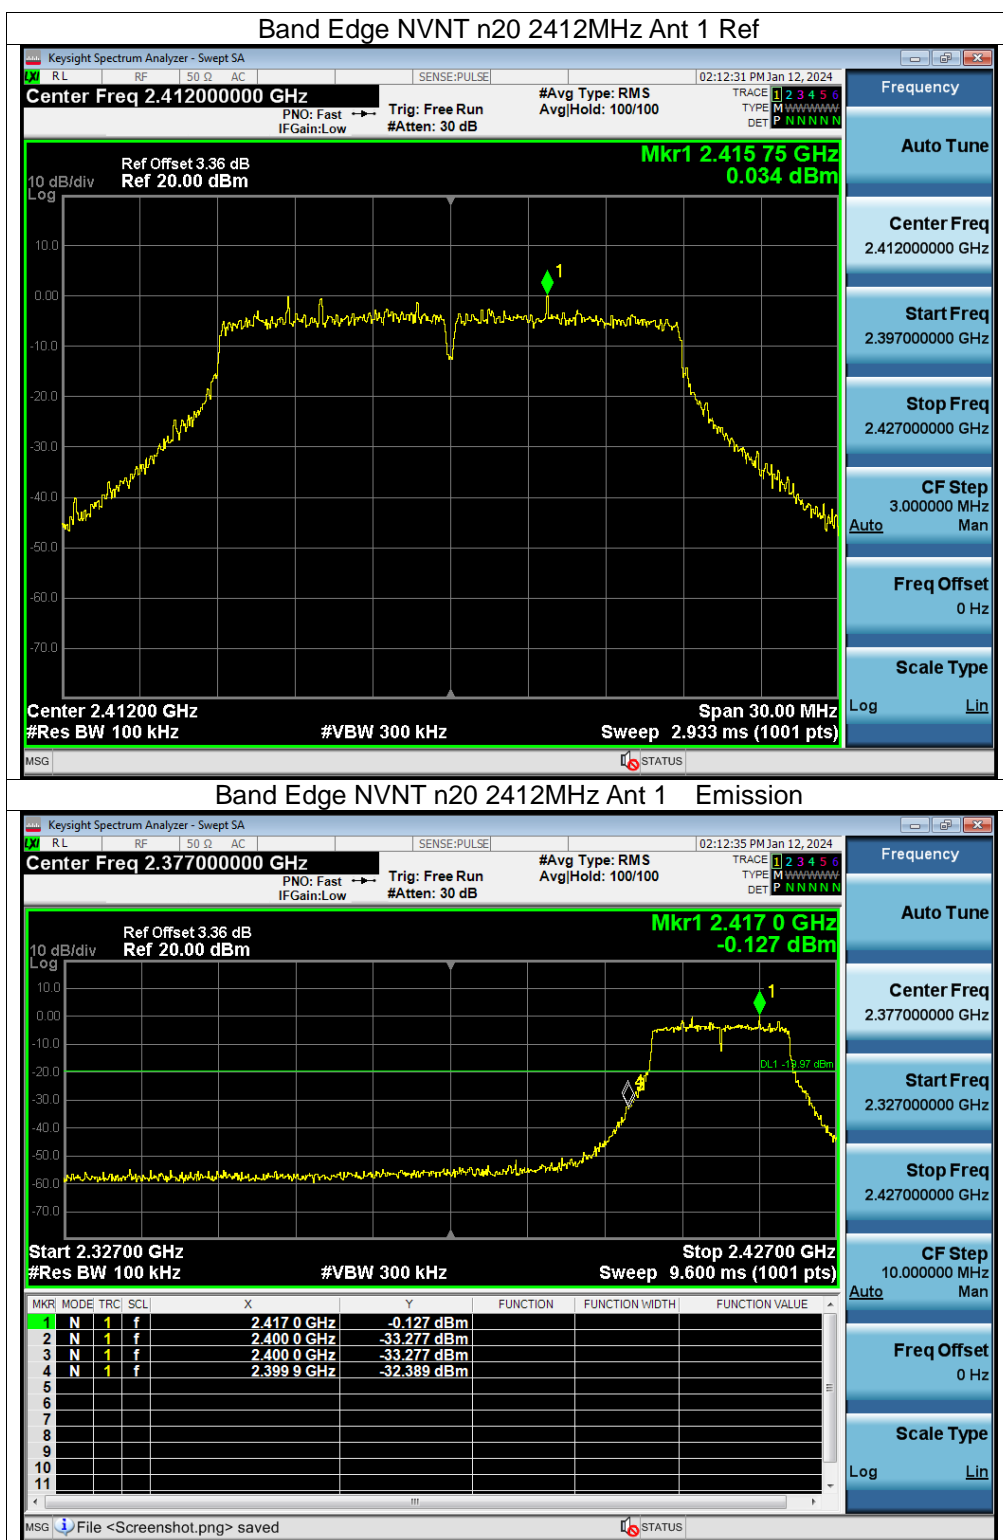 Band Edge NVNT n20 2412MHz Ant 1 Ref
Keysight Spectrum Analyzer - Swept SA
LXI RL RF 50 Ω AC SENSE:PULSE 02:12:31 PM Jan 12, 2024
Center Freq 2.412000000 GHz
#Avg Type: RMS
TRACE 1 2 3 4 5 6
PNO: Fast Trig: Free Run Avg|Hold: 100/100 TYPE M WWWWW
IFGain:Low #Atten: 30 dB DET P N N N N N
Mkr1 2.415 75 GHz
0.034 dBm
Ref Offset 3.36 dB
10 dB/div Ref 20.00 dBm
Log
10.0
0.00
-10.0
-20.0
-30.0
-40.0
-50.0
-60.0
-70.0
1
Center 2.41200 GHz Span 30.00 MHz
#Res BW 100 kHz #VBW 300 kHz Sweep 2.933 ms (1001 pts)
MSG STATUS
Frequency
Auto Tune
Center Freq
2.412000000 GHz
Start Freq
2.397000000 GHz
Stop Freq
2.427000000 GHz
CF Step
3.000000 MHz
Auto Man
Freq Offset
0 Hz
Scale Type
Log Lin
Band Edge NVNT n20 2412MHz Ant 1 Emission
Keysight Spectrum Analyzer - Swept SA
LXI RL RF 50 Ω AC SENSE:PULSE 02:12:35 PM Jan 12, 2024
Center Freq 2.377000000 GHz
#Avg Type: RMS
TRACE 1 2 3 4 5 6
PNO: Fast Trig: Free Run Avg|Hold: 100/100 TYPE M WWWWW
IFGain:Low #Atten: 30 dB DET P N N N N N
Mkr1 2.417 0 GHz
-0.127 dBm
Ref Offset 3.36 dB
10 dB/div Ref 20.00 dBm
Log
10.0
0.00
-10.0
-20.0
-30.0
-40.0
-50.0
-60.0
-70.0
1
DL1 -19.97 dBm
4
Start 2.32700 GHz Stop 2.42700 GHz
#Res BW 100 kHz #VBW 300 kHz Sweep 9.600 ms (1001 pts)
MKR MODE TRC SCL X Y FUNCTION FUNCTION WIDTH FUNCTION VALUE
1 N 1 f 2.417 0 GHz -0.127 dBm
2 N 1 f 2.400 0 GHz -33.277 dBm
3 N 1 f 2.400 0 GHz -33.277 dBm
4 N 1 f 2.399 9 GHz -32.389 dBm
5
6
7
8
9
10
11
MSG File <Screenshot.png> saved STATUS
Frequency
Auto Tune
Center Freq
2.377000000 GHz
Start Freq
2.327000000 GHz
Stop Freq
2.427000000 GHz
CF Step
10.000000 MHz
Auto Man
Freq Offset
0 Hz
Scale Type
Log Lin